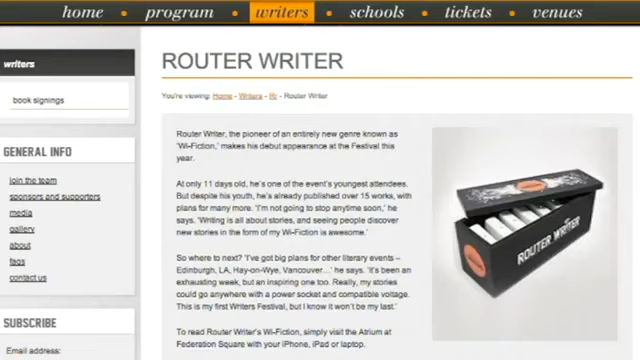 home • program • writers • schools • tickets • venues
writers
book signings
GENERAL INFO
join the team
sponsors and supporters
media
gallery
about
faqs
contact us
SUBSCRIBE
Email address:
ROUTER WRITER
You're viewing: Home - Writers - Rr - Router Writer
Router Writer, the pioneer of an entirely new genre known as
'Wi-Fiction,' makes his debut appearance at the Festival this
year.
At only 11 days old, he's one of the event's youngest attendees.
But despite his youth, he's already published over 15 works, with
plans for many more. 'I'm not going to stop anytime soon,' he
says. 'Writing is all about stories, and seeing people discover
new stories in the form of my Wi-Fiction is awesome.'
So where to next? 'I've got big plans for other literary events –
Edinburgh, LA, Hay-on-Wye, Vancouver…' he says. 'It's been an
exhausting week, but an inspiring one too. Really, my stories
could go anywhere with a power socket and compatible voltage.
This is my first Writers Festival, but I know it won't be my last.'
To read Router Writer's Wi-Fiction, simply visit the Atrium at
Federation Square with your iPhone, iPad or laptop.
ROUTER WRITER